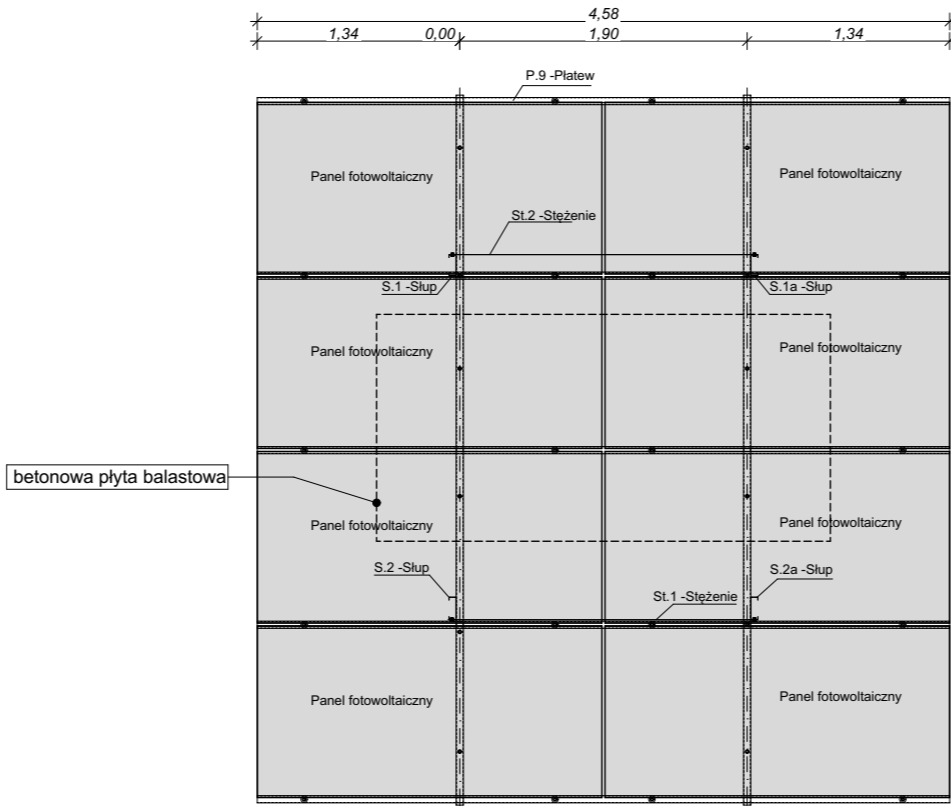 4,58
1,34 0,00 1,90 1,34
P.9 -Płatew
Panel fotowoltaiczny Panel fotowoltaiczny
St.2 -Stężenie
S.1 -Słup S.1a -Słup
Panel fotowoltaiczny Panel fotowoltaiczny
betonowa płyta balastowa
Panel fotowoltaiczny Panel fotowoltaiczny
S.2 -Słup S.2a -Słup
St.1 -Stężenie
Panel fotowoltaiczny Panel fotowoltaiczny